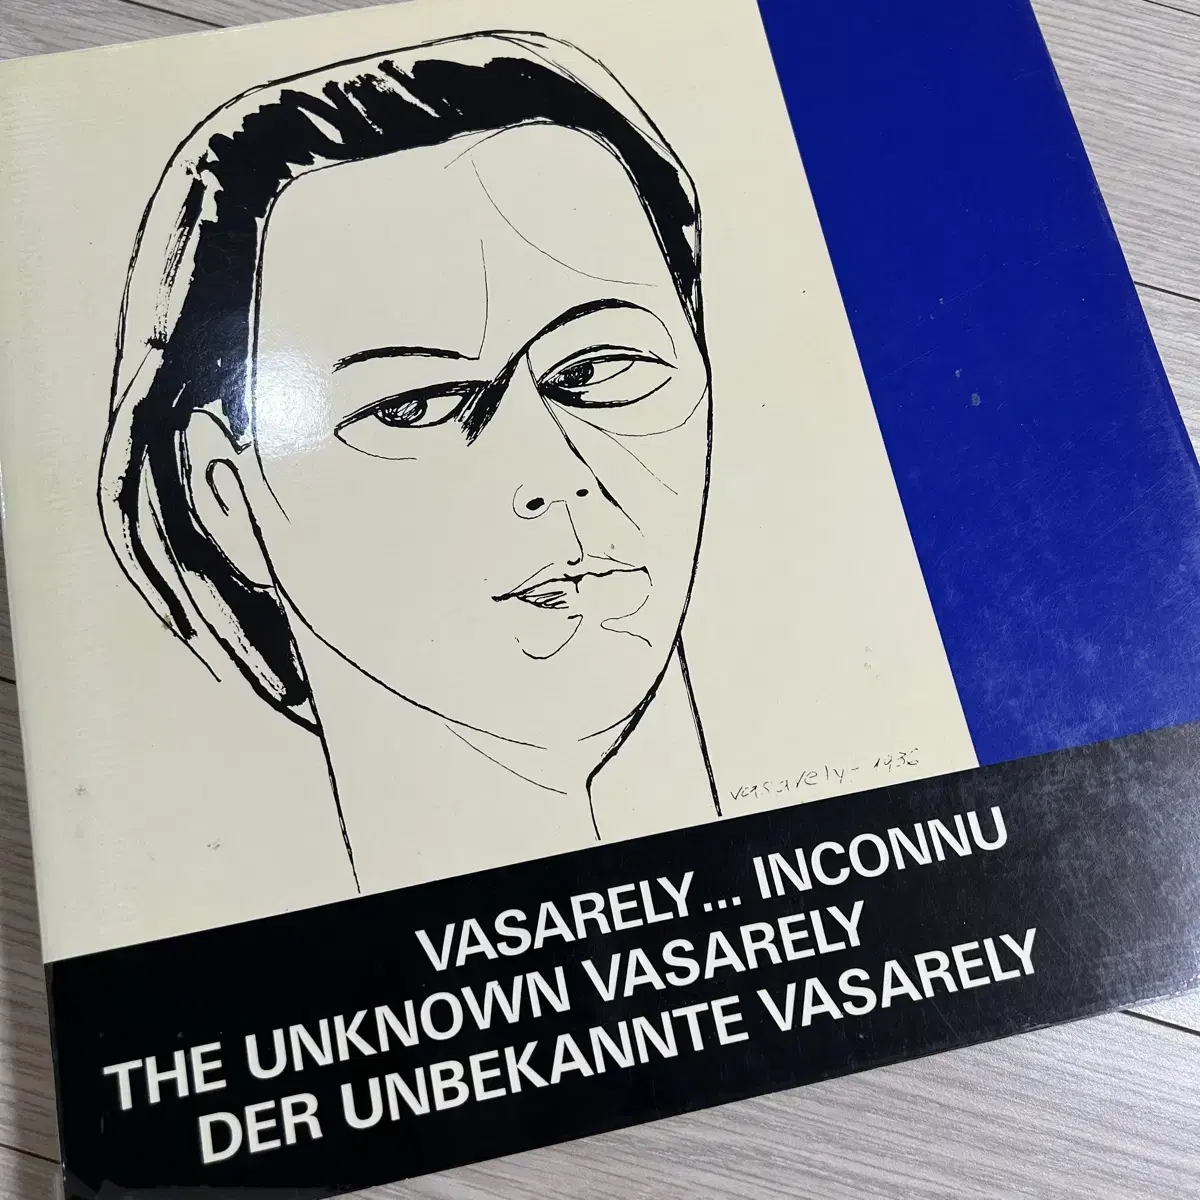 vasarely - 1936
VASARELY... INCONNU
THE UNKNOWN VASARELY
DER UNBEKANNTE VASARELY